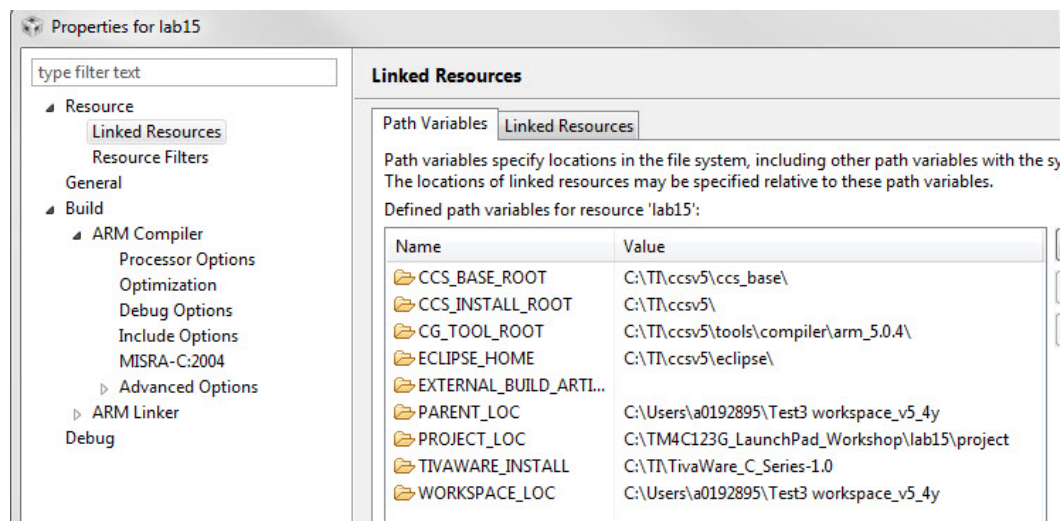 Properties for lab15
type filter text
Resource
Linked Resources
Resource Filters
General
Build
ARM Compiler
Processor Options
Optimization
Debug Options
Include Options
MISRA-C:2004
Advanced Options
ARM Linker
Debug
Linked Resources
Path Variables Linked Resources
Path variables specify locations in the file system, including other path variables with the sy
The locations of linked resources may be specified relative to these path variables.
Defined path variables for resource 'lab15':
Name Value
CCS_BASE_ROOT C:\TI\ccsv5\ccs_base\
CCS_INSTALL_ROOT C:\TI\ccsv5\
CG_TOOL_ROOT C:\TI\ccsv5\tools\compiler\arm_5.0.4\
ECLIPSE_HOME C:\TI\ccsv5\eclipse\
EXTERNAL_BUILD_ARTI...
PARENT_LOC C:\Users\a0192895\Test3 workspace_v5_4y
PROJECT_LOC C:\TM4C123G_LaunchPad_Workshop\lab15\project
TIVAWARE_INSTALL C:\TI\TivaWare_C_Series-1.0
WORKSPACE_LOC C:\Users\a0192895\Test3 workspace_v5_4y